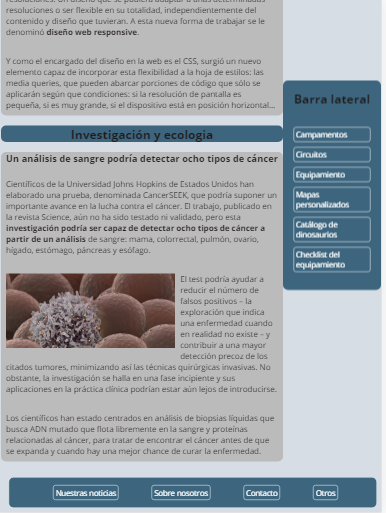 resoluciones o ser flexible en su totalidad, independientemente del
contenido y diseño que tuvieran. A esta nueva forma de trabajar se le
denominó diseño web responsive.
Y como el encargado del diseño en la web es el CSS, surgió un nuevo
elemento capaz de incorporar esta flexibilidad a la hoja de estilos: las
media queries, que pueden abarcar porciones de código que sólo se
aplicarán según que condiciones: si la resolución de pantalla es
pequeña, si es muy grande, si el dispositivo está en posición horizontal...
Investigación y ecologia
Un análisis de sangre podría detectar ocho tipos de cáncer
Científicos de la Universidad Johns Hopkins de Estados Unidos han
elaborado una prueba, denominada CancerSEEK, que podría suponer un
importante avance en la lucha contra el cáncer. El trabajo, publicado en
la revista Science, aún no ha sido testado ni validado, pero esta
investigación podría ser capaz de detectar ocho tipos de cáncer a
partir de un análisis de sangre: mama, colorrectal, pulmón, ovario,
hígado, estómago, páncreas y esófago.
El test podría ayudar a
reducir el número de
falsos positivos – la
exploración que indica
una enfermedad cuando
en realidad no existe – y
contribuir a una mayor
detección precoz de los
citados tumores, minimizando así las técnicas quirúrgicas invasivas. No
obstante, la investigación se halla en una fase incipiente y sus
aplicaciones en la práctica clínica podrían estar aún lejos de introducirse.
Los científicos han estado centrados en análisis de biopsias líquidas que
busca ADN mutado que flota libremente en la sangre y proteínas
relacionadas al cáncer, para tratar de encontrar el cáncer antes de que
se expanda y cuando hay una mejor chance de curar la enfermedad.
Barra lateral
Campamentos
Circuitos
Equipamiento
Mapas
personalizados
Catálogo de
dinosaurios
Checklist del
equipamiento
Nuestras noticias
Sobre nosotros
Contacto
Otros